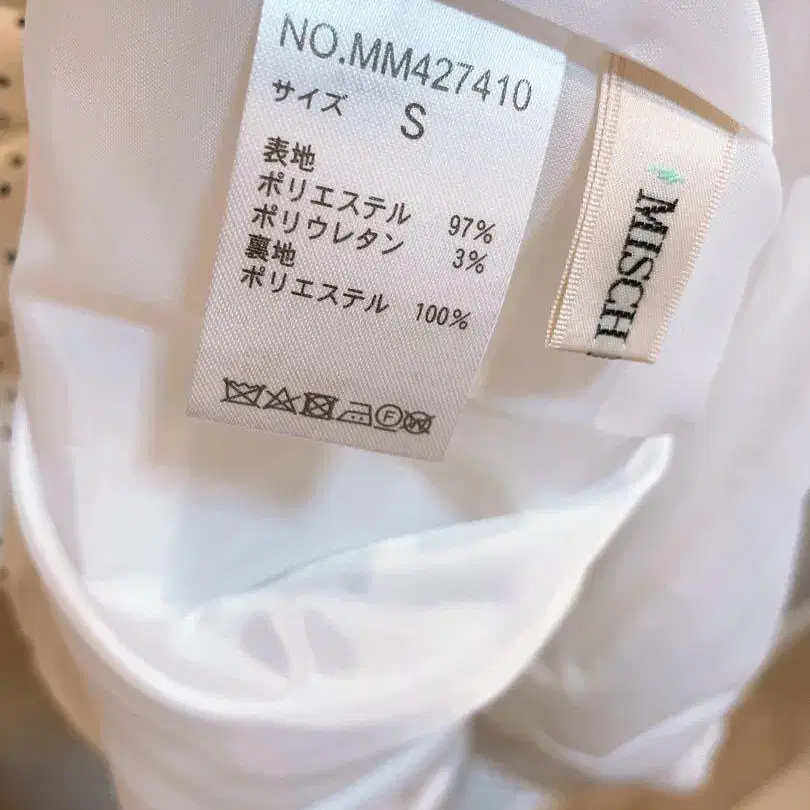 NO.MM427410
サイズ S
表地
ポリエステル 97%
ポリウレタン 3%
裏地
ポリエステル 100%
F
W
MISCH